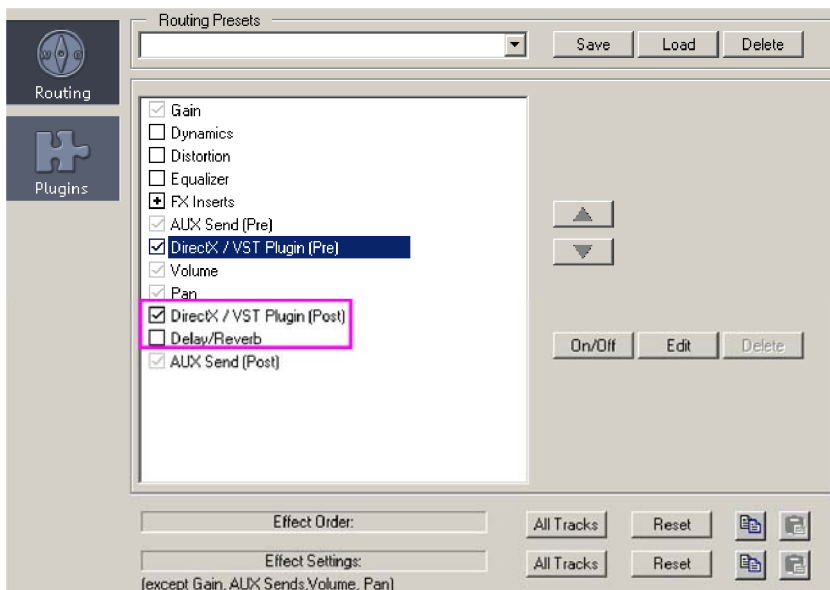 Routing Presets
Save Load Delete
Routing
Plugins
Gain
Dynamics
Distortion
Equalizer
FX Inserts
AUX Send (Pre)
DirectX / VST Plugin (Pre)
Volume
Pan
DirectX / VST Plugin (Post)
Delay/Reverb
AUX Send (Post)
On/Off Edit Delete
Effect Order: All Tracks Reset
Effect Settings: All Tracks Reset
(except Gain, AUX Sends,Volume, Pan)